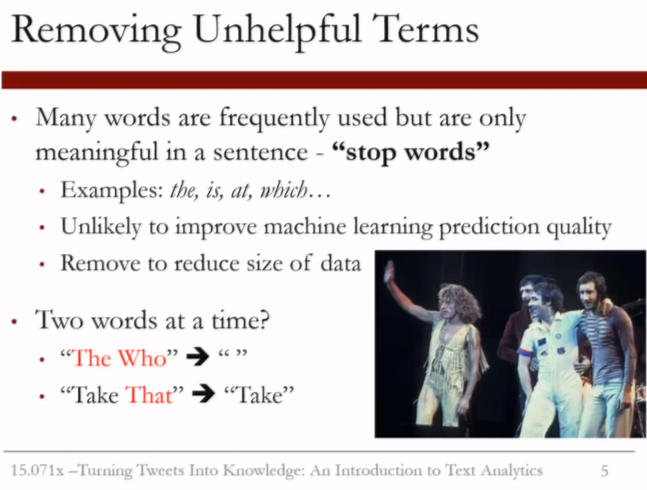 Removing Unhelpful Terms
• Many words are frequently used but are only
meaningful in a sentence - “stop words”
• Examples: the, is, at, which…
• Unlikely to improve machine learning prediction quality
• Remove to reduce size of data
• Two words at a time?
• “The Who” ➔ “ ”
• “Take That” ➔ “Take”
15.071x –Turning Tweets Into Knowledge: An Introduction to Text Analytics 5